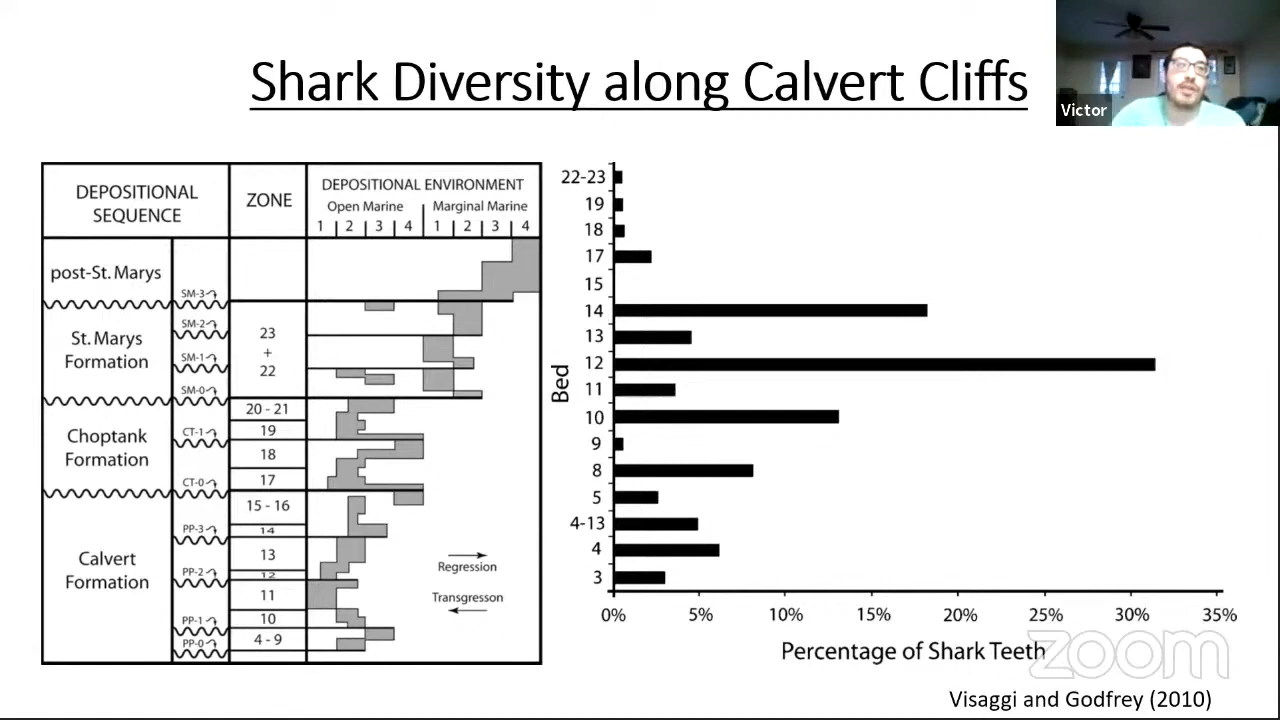 Shark Diversity along Calvert Cliffs
Victor
DEPOSITIONAL
SEQUENCE
ZONE
DEPOSITIONAL ENVIRONMENT
Open Marine
Marginal Marine
1 2 3 4 1 2 3 4
post-St. Marys
SM-3
St. Marys
Formation
SM-2
SM-1
SM-0
23
+
22
Choptank
Formation
CT-1
CT-0
20 - 21
19
18
17
Calvert
Formation
PP-3
PP-2
PP-1
PP-0
15 - 16
14
13
12
11
10
4 - 9
Regression
Transgresson
Bed
22-23
19
18
17
15
14
13
12
11
10
9
8
5
4-13
4
3
0% 5% 10% 15% 20% 25% 30% 35%
Percentage of Shark Teeth
zoom
Visaggi and Godfrey (2010)